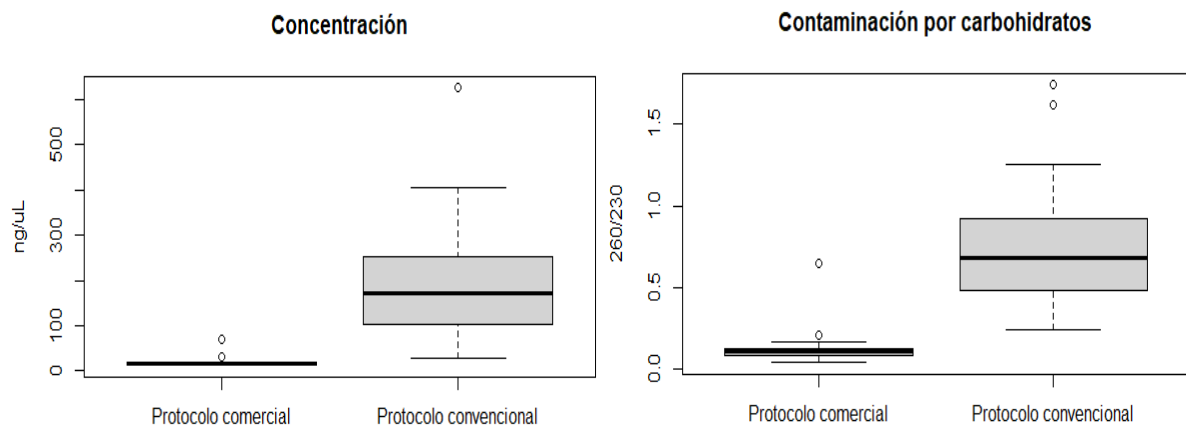 Concentración
ng/uL
500
300
100
0
Protocolo comercial
Protocolo convencional
Contaminación por carbohidratos
260/230
1.5
1.0
0.5
0.0
Protocolo comercial
Protocolo convencional